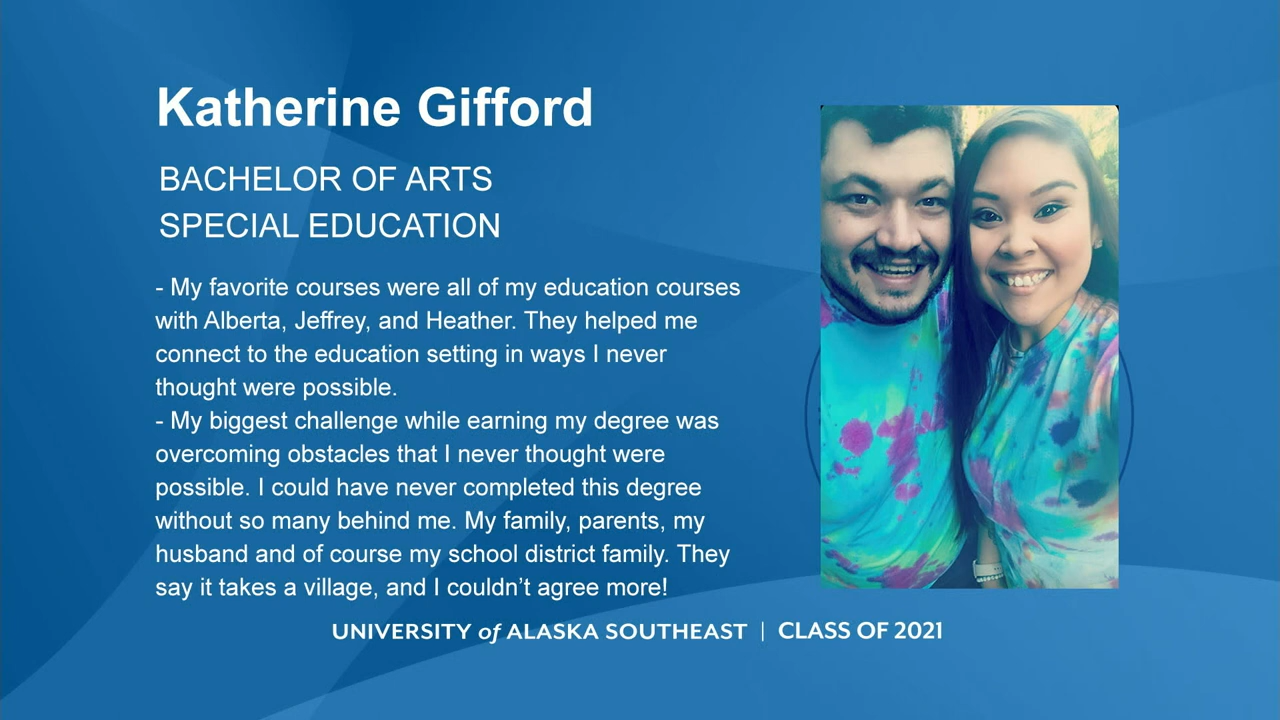 Katherine Gifford
BACHELOR OF ARTS
SPECIAL EDUCATION
- My favorite courses were all of my education courses
with Alberta, Jeffrey, and Heather. They helped me
connect to the education setting in ways I never
thought were possible.
- My biggest challenge while earning my degree was
overcoming obstacles that I never thought were
possible. I could have never completed this degree
without so many behind me. My family, parents, my
husband and of course my school district family. They
say it takes a village, and I couldn’t agree more!
UNIVERSITY of ALASKA SOUTHEAST | CLASS OF 2021